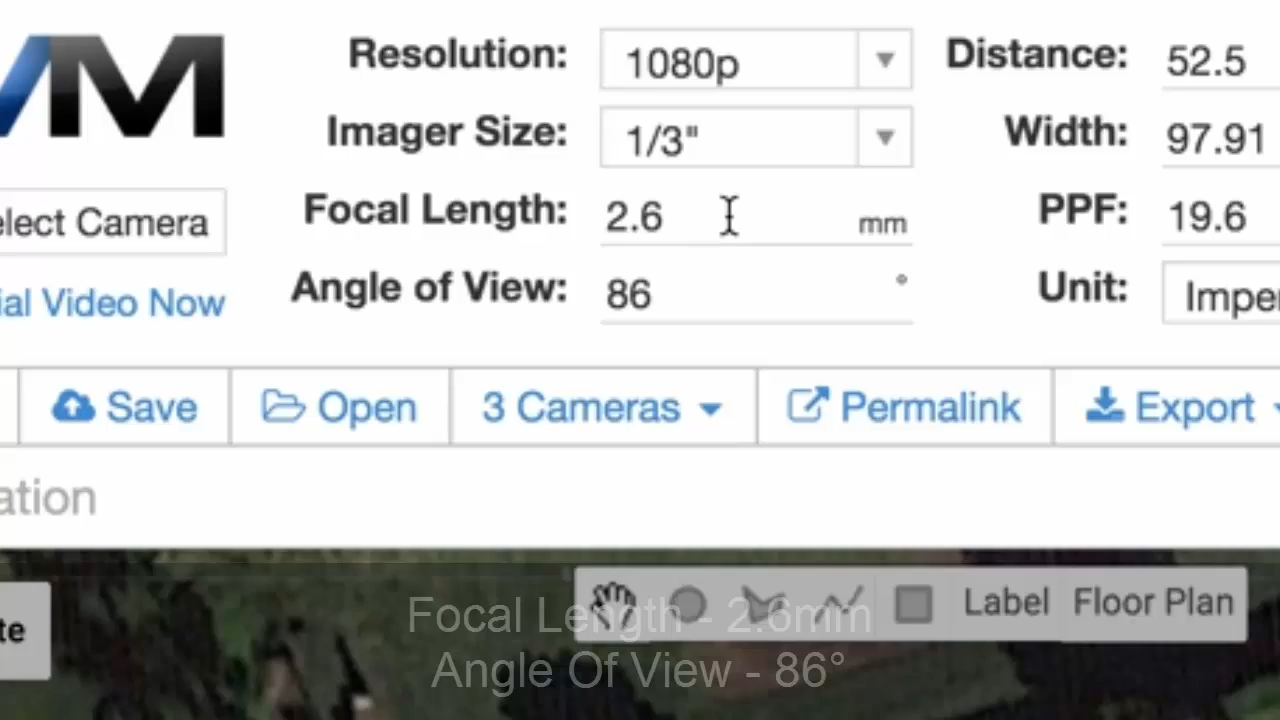 VM
Resolution: 1080p Distance: 52.5
Imager Size: 1/3" Width: 97.91
Focal Length: 2.6 mm PPF: 19.6
elect Camera
Angle of View: 86 ° Unit: Imper
ial Video Now
Save Open 3 Cameras Permalink Export
ation
Label Floor Plan
te
Focal Length - 2.6mm
Angle Of View - 86°